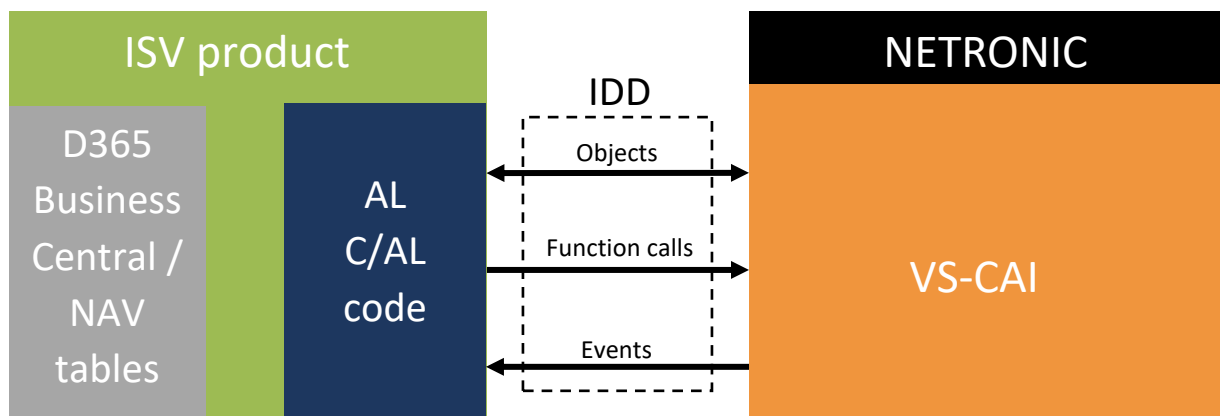 ISV product
D365
Business
Central /
NAV
tables
AL
C/AL
code
IDD
Objects
Function calls
Events
NETRONIC
VS-CAI